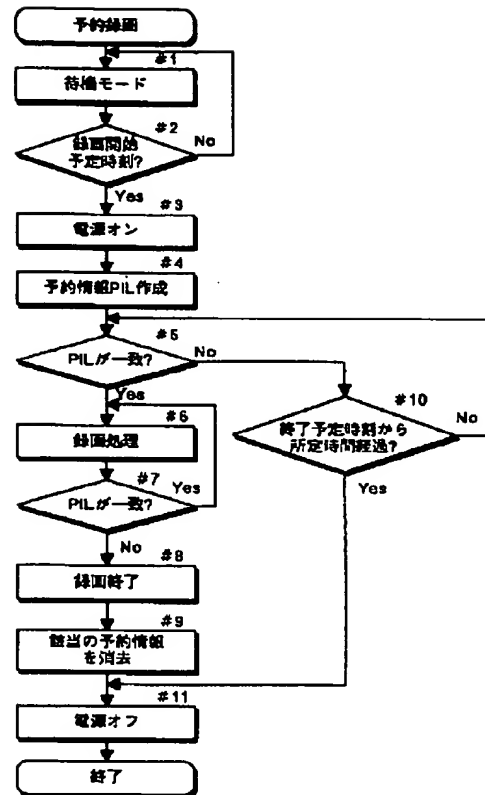 予約録画
#1
待機モード
#2
録画開始
予定時刻?
No
Yes
#3
電源オン
#4
予約情報PIL作成
#5
PILが一致?
No
Yes
#6
録画処理
#7
PILが一致?
Yes
No
#10
終了予定時刻から
所定時間経過?
No
Yes
#8
録画終了
#9
該当の予約情報
を消去
#11
電源オフ
終了